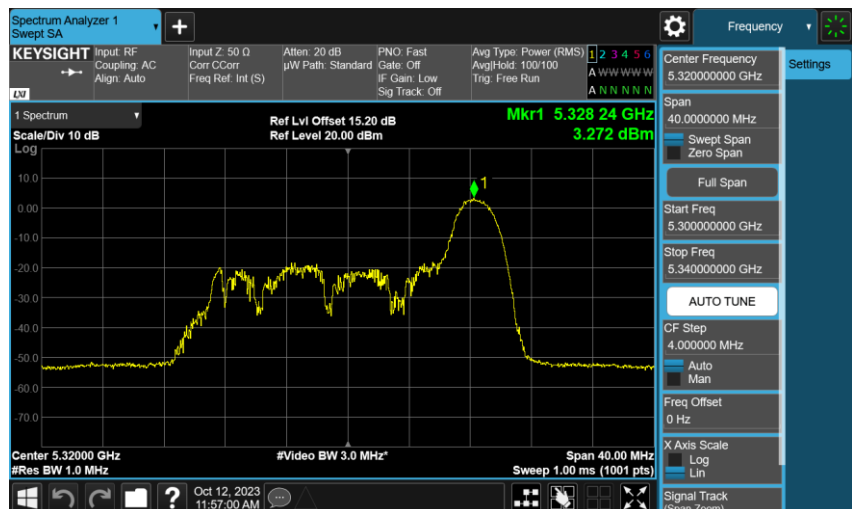 Spectrum Analyzer 1
Swept SA
+
Frequency
KEYSIGHT
LXI
Input: RF
Coupling: AC
Align: Auto
Input Z: 50 Ω
Corr CCorr
Freq Ref: Int (S)
Atten: 20 dB
µW Path: Standard
PNO: Fast
Gate: Off
IF Gain: Low
Sig Track: Off
Avg Type: Power (RMS)
Avg|Hold: 100/100
Trig: Free Run
1 2 3 4 5 6
A W W W W W
A N N N N N
1 Spectrum
Scale/Div 10 dB
Log
Ref Lvl Offset 15.20 dB
Ref Level 20.00 dBm
Mkr1 5.328 24 GHz
3.272 dBm
1
10.0
0.00
-10.0
-20.0
-30.0
-40.0
-50.0
-60.0
-70.0
Center 5.32000 GHz
#Res BW 1.0 MHz
#Video BW 3.0 MHz*
Span 40.00 MHz
Sweep 1.00 ms (1001 pts)
Center Frequency
5.320000000 GHz
Settings
Span
40.0000000 MHz
Swept Span
Zero Span
Full Span
Start Freq
5.300000000 GHz
Stop Freq
5.340000000 GHz
AUTO TUNE
CF Step
4.000000 MHz
Auto
Man
Freq Offset
0 Hz
X Axis Scale
Log
Lin
Signal Track
(Span Zoom)
?
Oct 12, 2023
11:57:00 AM